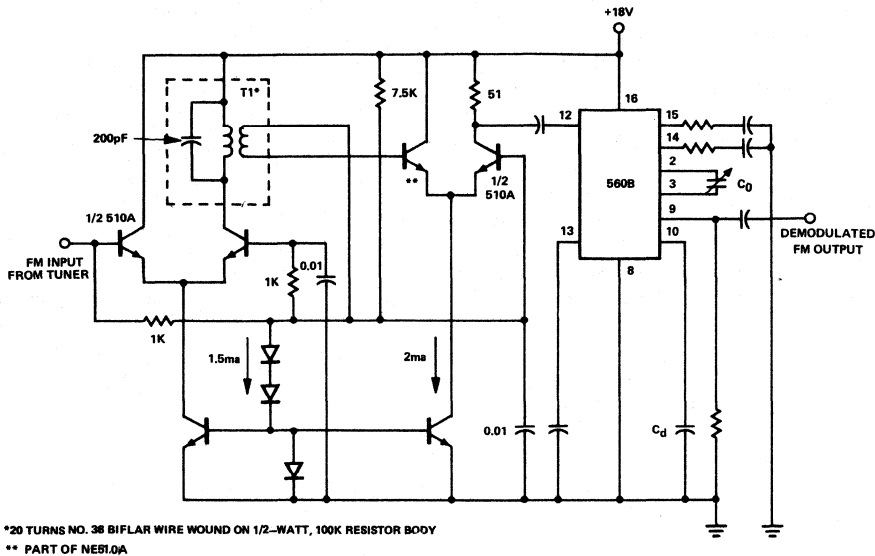 +18V
T1*
7.5K
51
200pF
12
16
15
14
2
3
9
10
13
8
560B
C0
**
1/2
510A
1/2 510A
FM INPUT
FROM TUNER
DEMODULATED
FM OUTPUT
0.01
1K
1K
1.5ma
2ma
0.01
Cd
*20 TURNS NO. 36 BIFLAR WIRE WOUND ON 1/2-WATT, 100K RESISTOR BODY
** PART OF NE51.0A